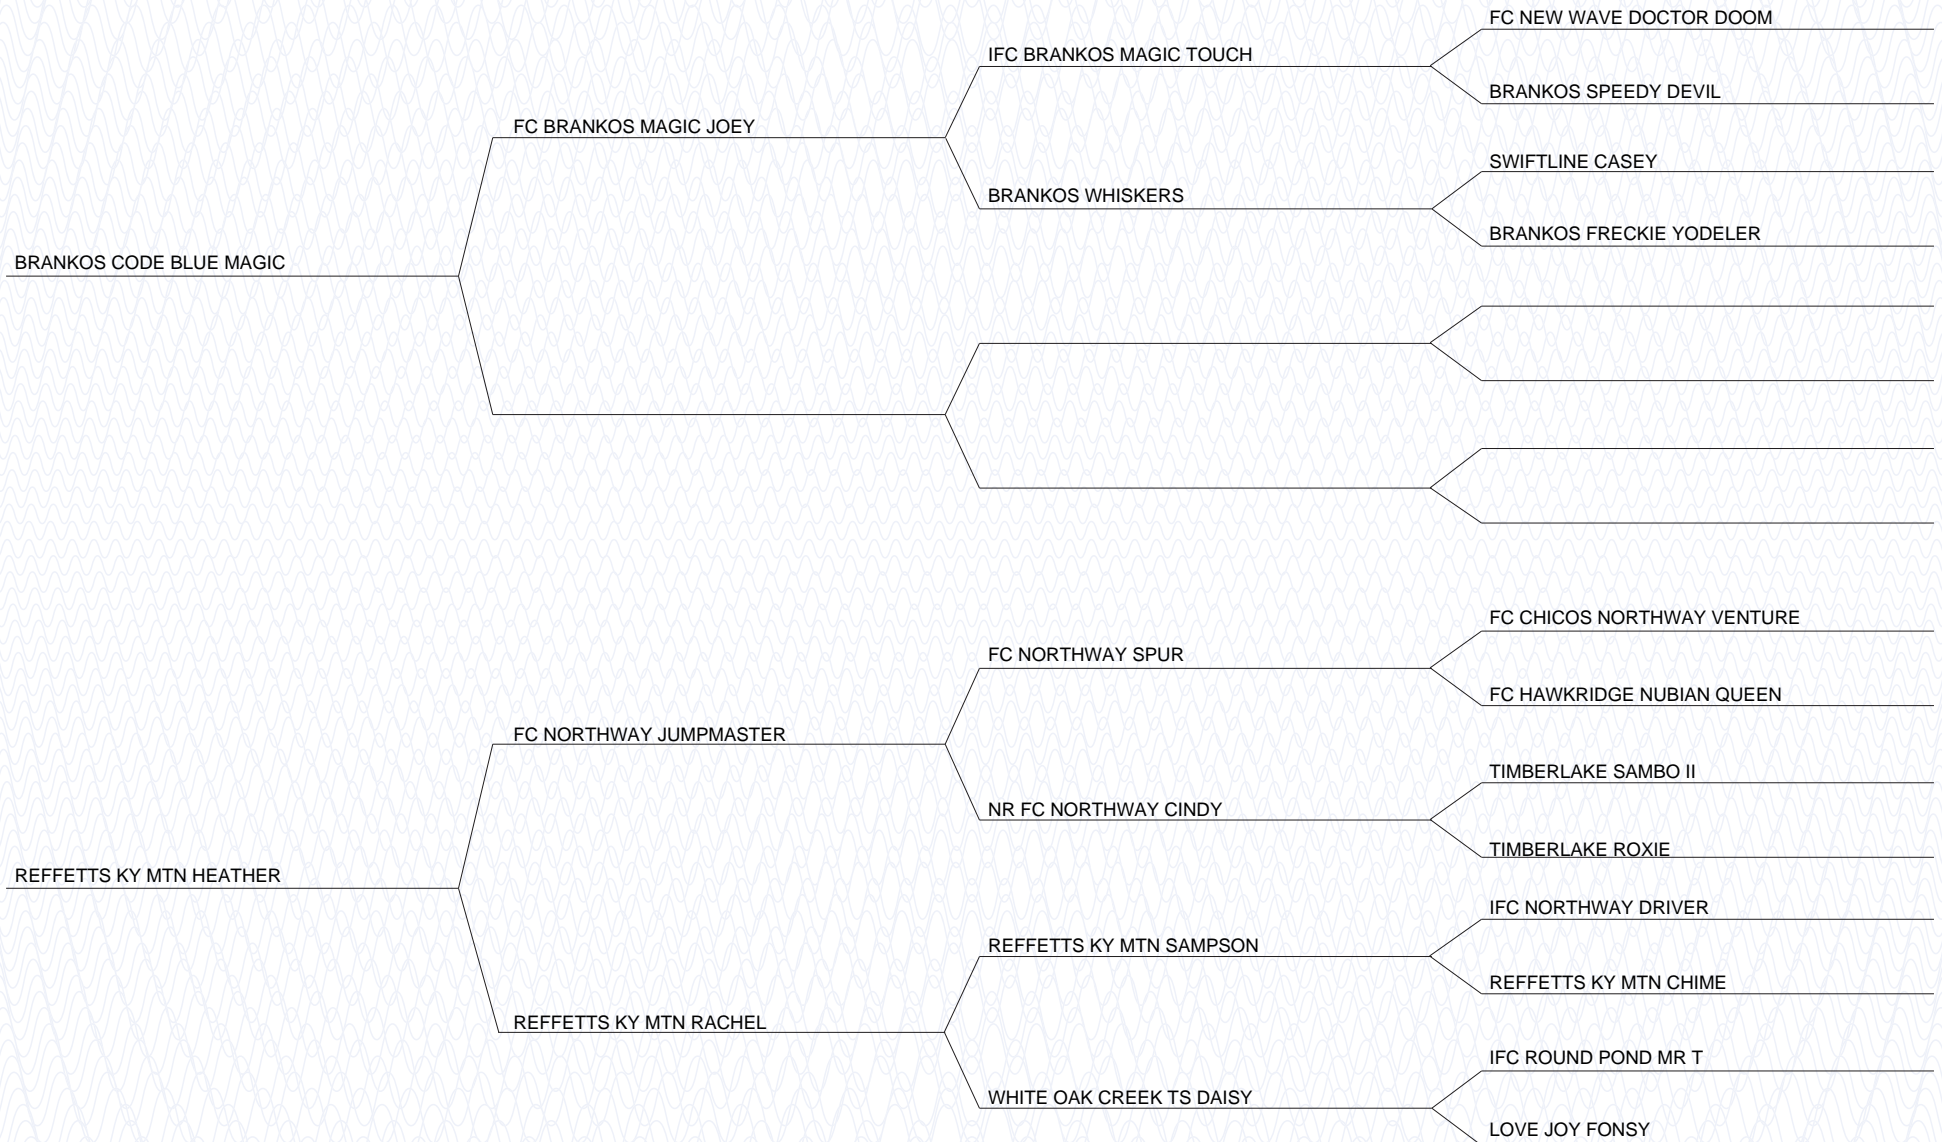 FC NEW WAVE DOCTOR DOOM
IFC BRANKOS MAGIC TOUCH
BRANKOS SPEEDY DEVIL
FC BRANKOS MAGIC JOEY
SWIFTLINE CASEY
BRANKOS WHISKERS
BRANKOS FRECKIE YODELER
BRANKOS CODE BLUE MAGIC
FC CHICOS NORTHWAY VENTURE
FC NORTHWAY SPUR
FC HAWKRIDGE NUBIAN QUEEN
FC NORTHWAY JUMPMASTER
TIMBERLAKE SAMBO II
NR FC NORTHWAY CINDY
TIMBERLAKE ROXIE
REFFETTS KY MTN HEATHER
IFC NORTHWAY DRIVER
REFFETTS KY MTN SAMPSON
REFFETTS KY MTN CHIME
REFFETTS KY MTN RACHEL
IFC ROUND POND MR T
WHITE OAK CREEK TS DAISY
LOVE JOY FONSY